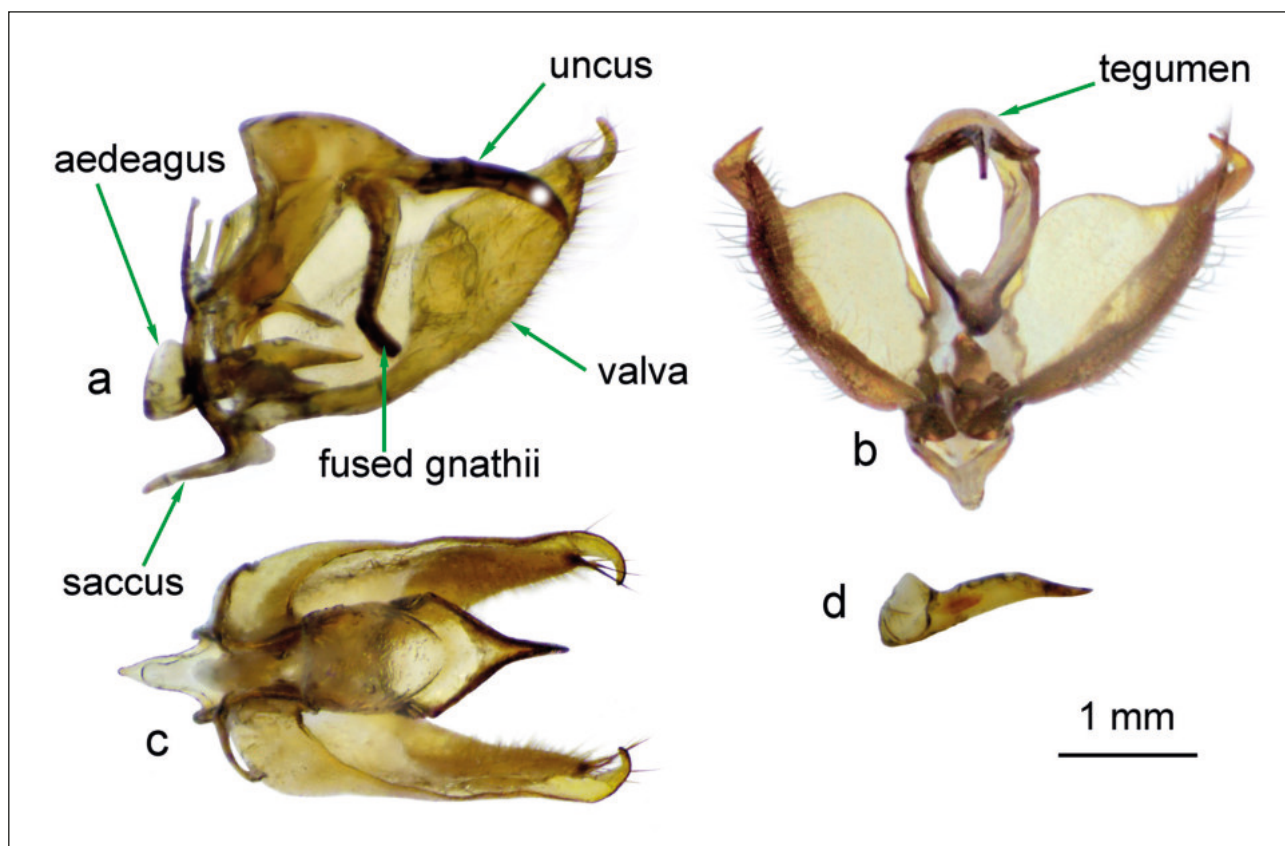 uncus
tegumen
aedeagus
a
valva
b
fused gnathii
saccus
d
c
1 mm